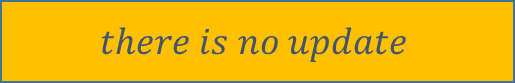 there is no update